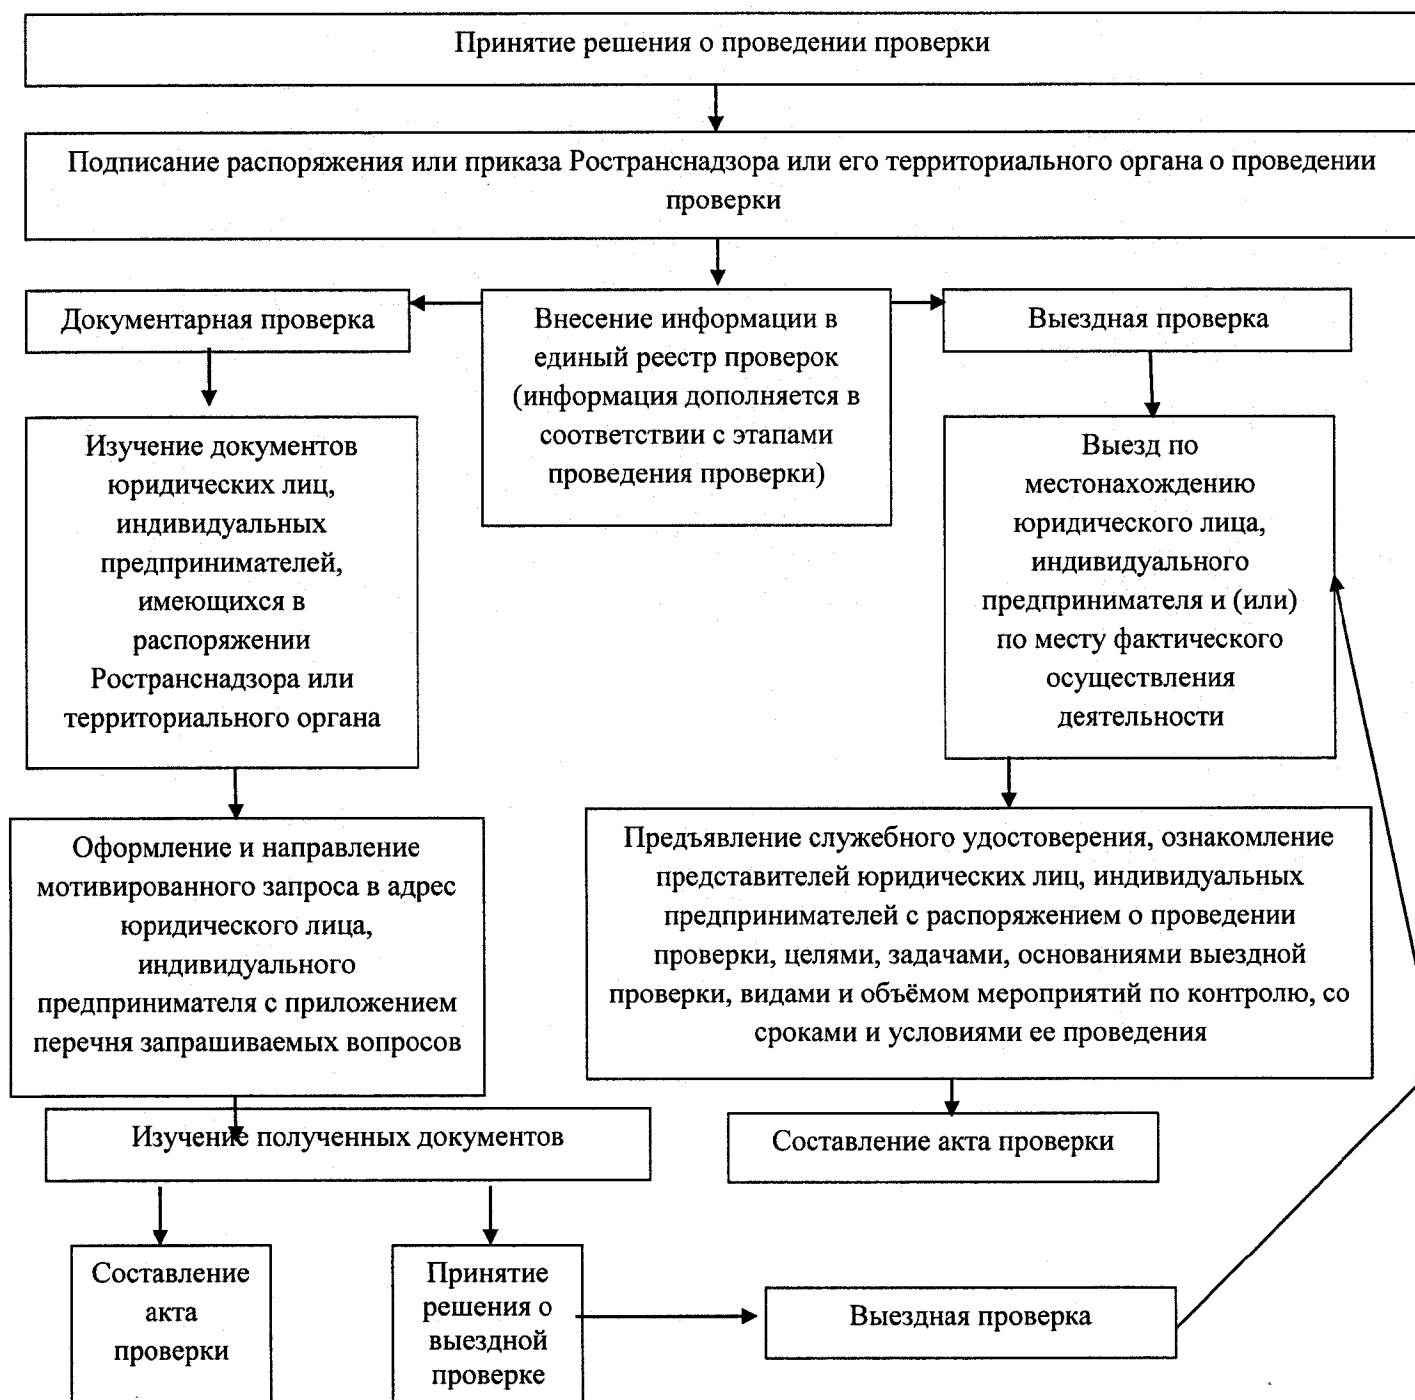 Принятие решения о проведении проверки
Подписание распоряжения или приказа Ространснадзора или его территориального органа о проведении
проверки
Документарная проверка
Внесение информации в
единый реестр проверок
(информация дополняется в
соответствии с этапами
проведения проверки)
Выездная проверка
Изучение документов
юридических лиц,
индивидуальных
предпринимателей,
имеющихся в
распоряжении
Ространснадзора или
территориального органа
Выезд по
местонахождению
юридического лица,
индивидуального
предпринимателя и (или)
по месту фактического
осуществления
деятельности
Оформление и направление
мотивированного запроса в адрес
юридического лица,
индивидуального
предпринимателя с приложением
перечня запрашиваемых вопросов
Предъявление служебного удостоверения, ознакомление
представителей юридических лиц, индивидуальных
предпринимателей с распоряжением о проведении
проверки, целями, задачами, основаниями выездной
проверки, видами и объёмом мероприятий по контролю, со
сроками и условиями ее проведения
Изучение полученных документов
Составление акта проверки
Составление
акта
проверки
Принятие
решения о
выездной
проверке
Выездная проверка